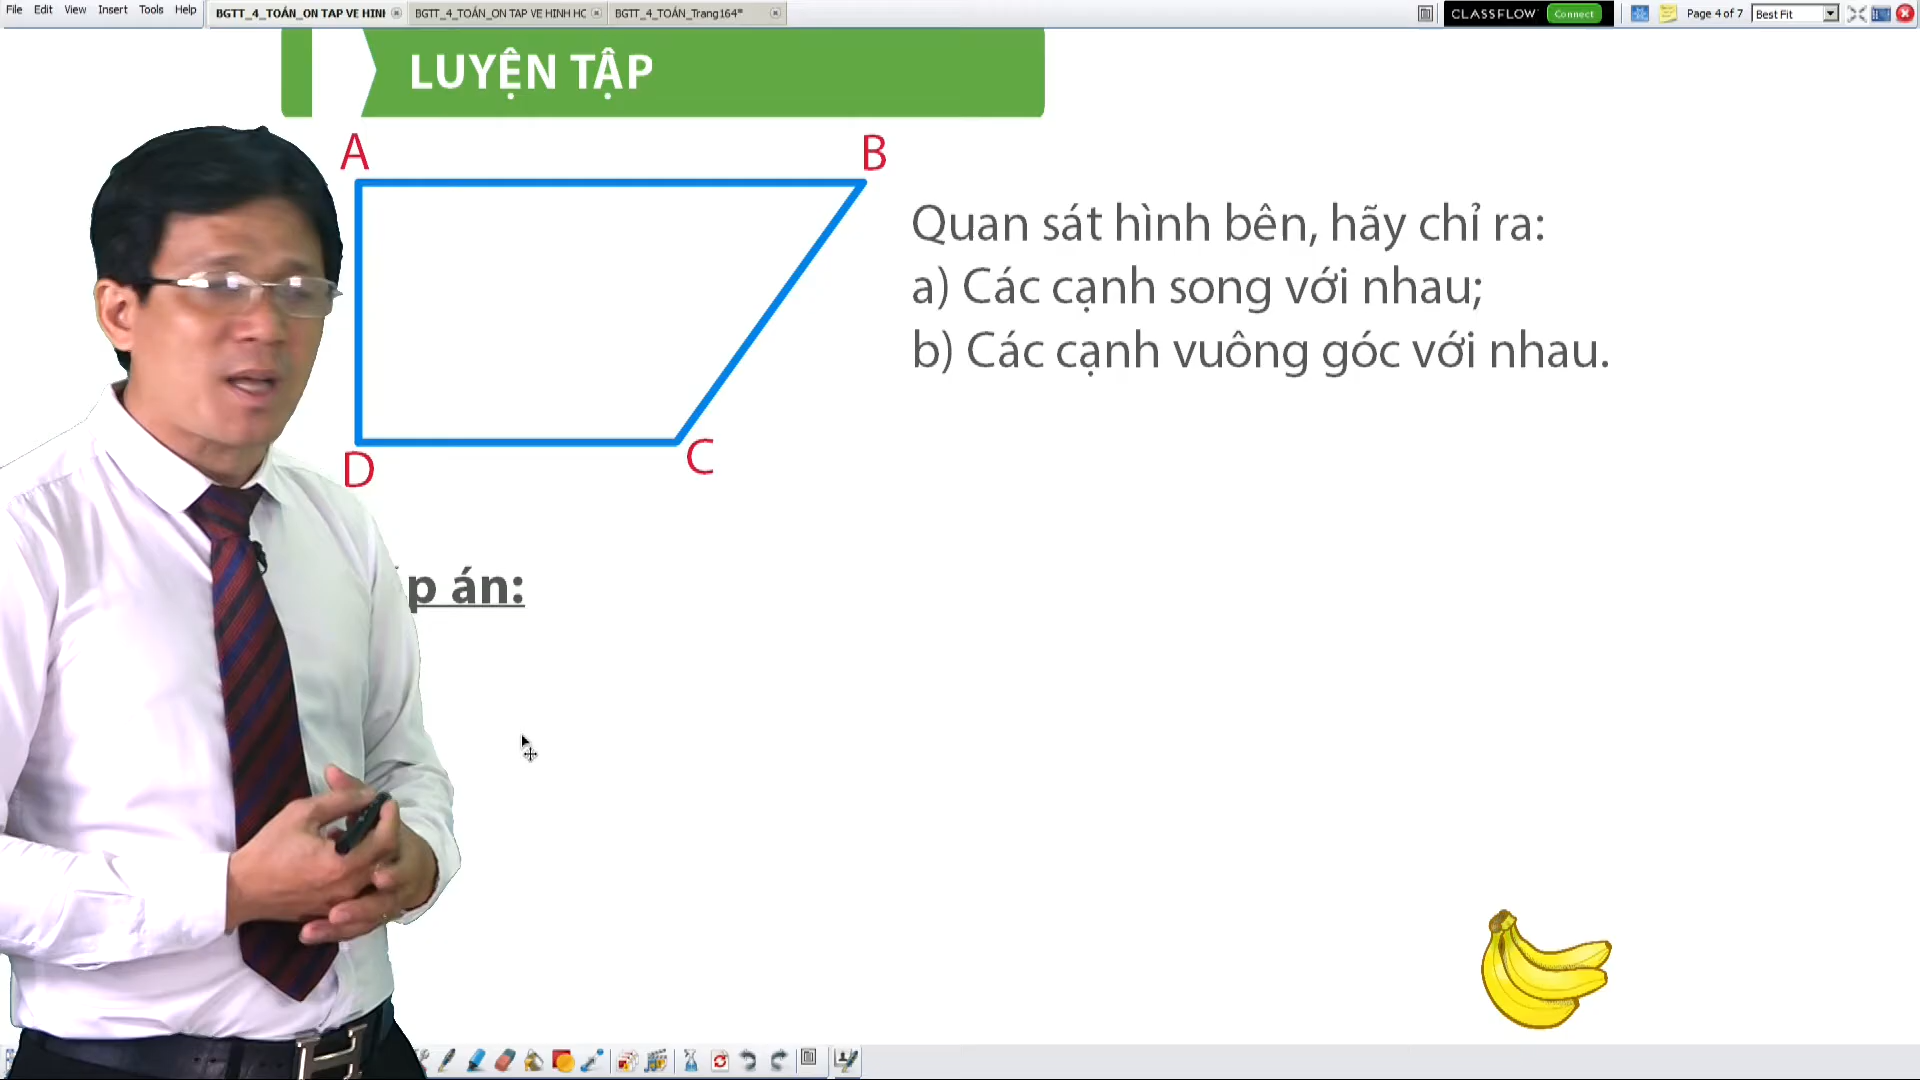 File Edit View Insert Tools Help
BGTT_4_TOÁN_ON TAP VE HINH
BGTT_4_TOÁN_ON TAP VE HINH HC
BGTT_4_TOÁN_Trang164*
CLASSFLOW Connect
Page 4 of 7
Best Fit
LUYỆN TẬP
A
B
Quan sát hình bên, hãy chỉ ra:
a) Các cạnh song với nhau;
b) Các cạnh vuông góc với nhau.
D
C
p án: